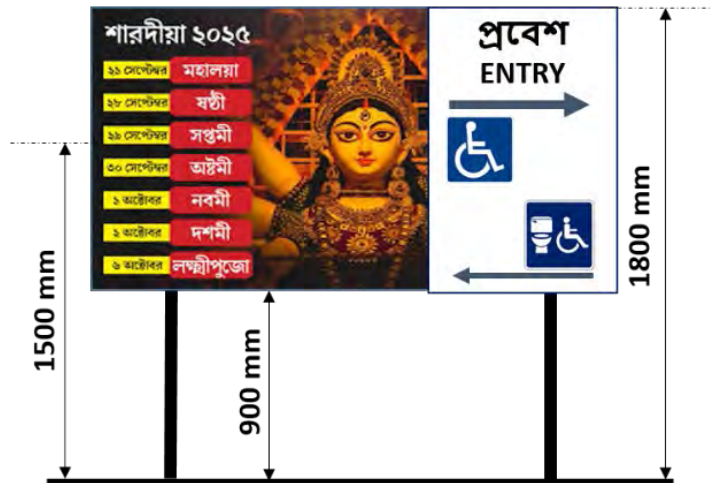 শারদীয়া ২০২৫
২১ সেপ্টেম্বর মহালয়া
২৮ সেপ্টেম্বর ষষ্ঠী
২৯ সেপ্টেম্বর সপ্তমী
৩০ সেপ্টেম্বর অষ্টমী
১ অক্টোবর নবমী
২ অক্টোবর দশমী
৬ অক্টোবর লক্ষ্মীপুজো
প্রবেশ
ENTRY
1500 mm
900 mm
1800 mm